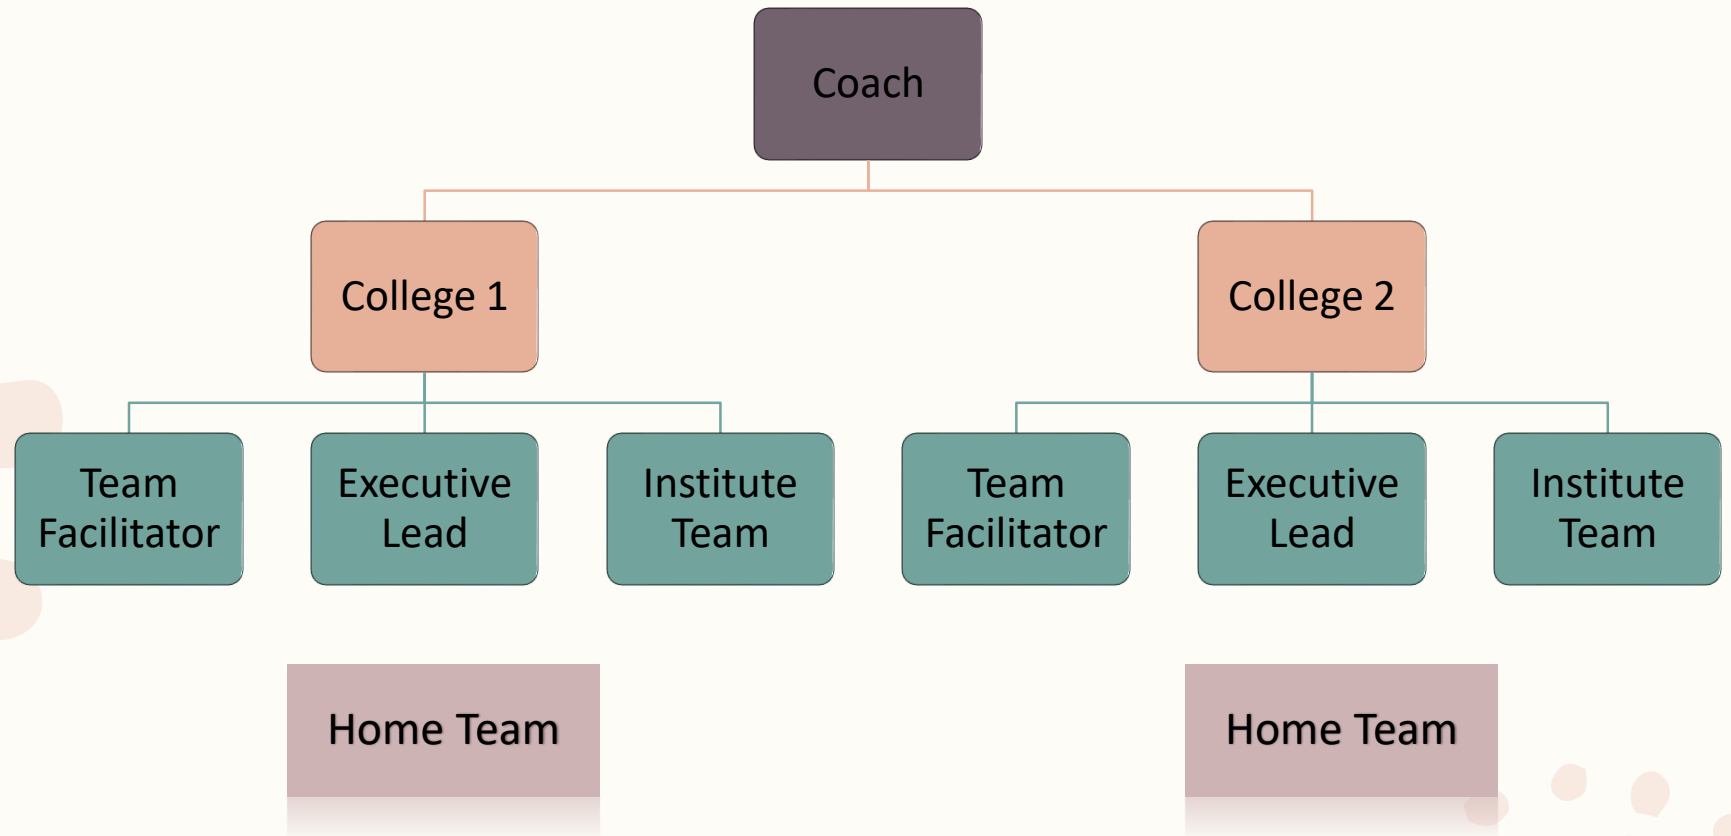 Coach
College 1
College 2
Team
Facilitator
Executive
Lead
Institute
Team
Team
Facilitator
Executive
Lead
Institute
Team
Home Team
Home Team